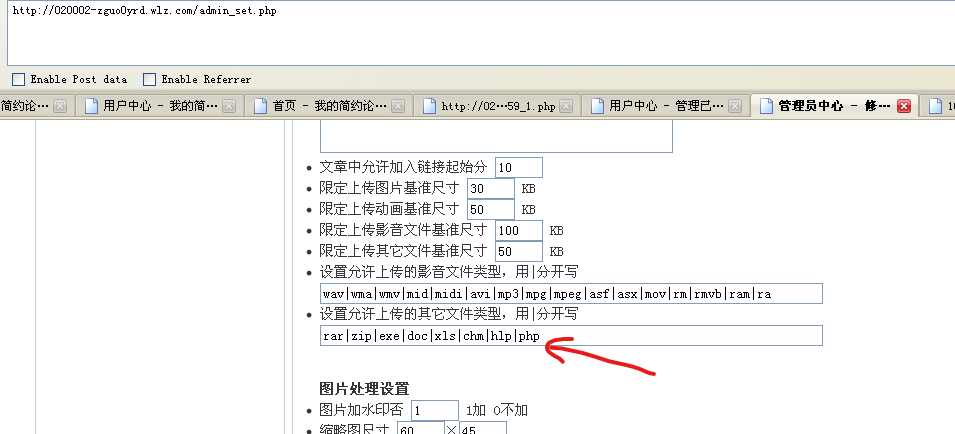 http://020002-zguo0yrd.wlz.com/admin_set.php
Enable Post data Enable Referrer
简约论… 用户中心 - 我的简… 首页 - 我的简约论… http://02…59_1.php 用户中心 - 管理已… 管理员中心 - 修…
文章中允许加入链接起始分 10
限定上传图片基准尺寸 30 KB
限定上传动画基准尺寸 50 KB
限定上传影音文件基准尺寸 100 KB
限定上传其它文件基准尺寸 50 KB
设置允许上传的影音文件类型，用|分开写
wav|wma|wmv|mid|midi|avi|mp3|mpg|mpeg|asf|asx|mov|rm|rmvb|ram|ra
设置允许上传的其它文件类型，用|分开写
rar|zip|exe|doc|xls|chm|hlp|php
图片处理设置
图片加水印否 1 1加 0不加
缩略图尺寸 60 × 45